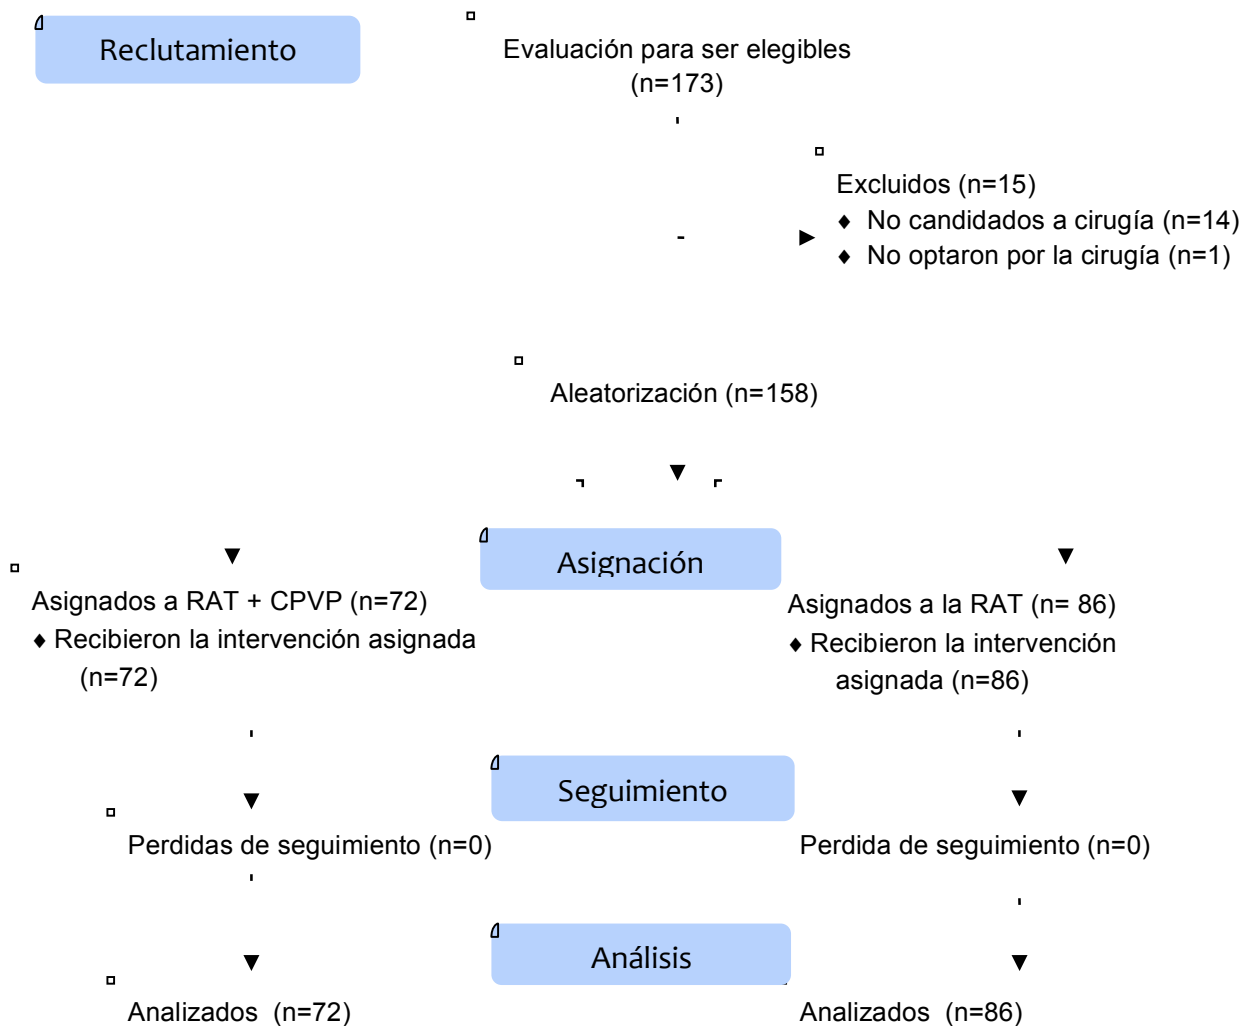 Reclutamiento
Evaluación para ser elegibles
(n=173)
Excluidos (n=15)
♦ No candidados a cirugía (n=14)
♦ No optaron por la cirugía (n=1)
Aleatorización (n=158)
Asignación
Asignados a RAT + CPVP (n=72)
♦ Recibieron la intervención asignada
(n=72)
Asignados a la RAT (n= 86)
♦ Recibieron la intervención
asignada (n=86)
Seguimiento
Perdidas de seguimiento (n=0)
Perdida de seguimiento (n=0)
Análisis
Analizados (n=72)
Analizados (n=86)